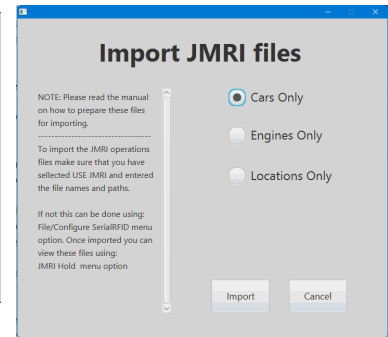 Import JMRI files
NOTE: Please read the manual
on how to prepare these files
for importing.
--------------------------------
To import the JMRI operations
files make sure that you have
sellected USE JMRI and entered
the file names and paths.
If not this can be done using:
File/Configure SerialRFID menu
option. Once imported you can
view these files using:
JMRI Hold  menu option
Cars Only
Engines Only
Locations Only
Import
Cancel